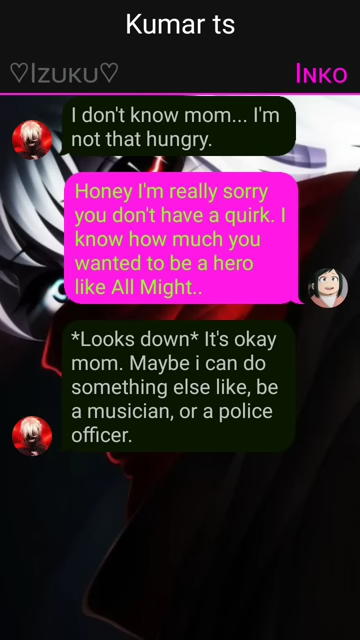 Kumar ts
♡Izuku♡
Inko
I don't know mom... I'm
not that hungry.
Honey I'm really sorry
you don't have a quirk. I
know how much you
wanted to be a hero
like All Might..
*Looks down* It's okay
mom. Maybe i can do
something else like, be
a musician, or a police
officer.